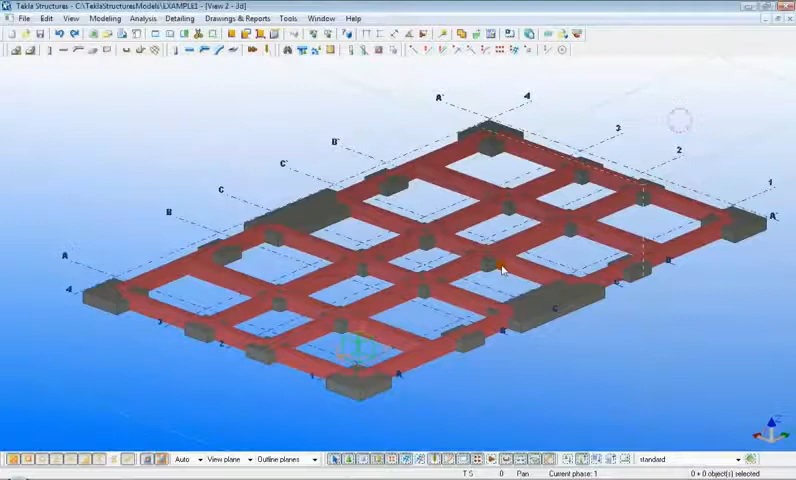 Tekla Structures - C:\TeklaStructuresModels\EXAMPLE1 - [View 2 - 3d]
File Edit View Modeling Analysis Detailing Drawings & Reports Tools Window Help
A' 4
3
B'
2
C'
1
C
A'
B
A
4
B
C
3
2
B
1 A
Z
Auto View plane Outline planes standard
T 5 0 Pan Current phase: 1 0 + 0 object(s) selected